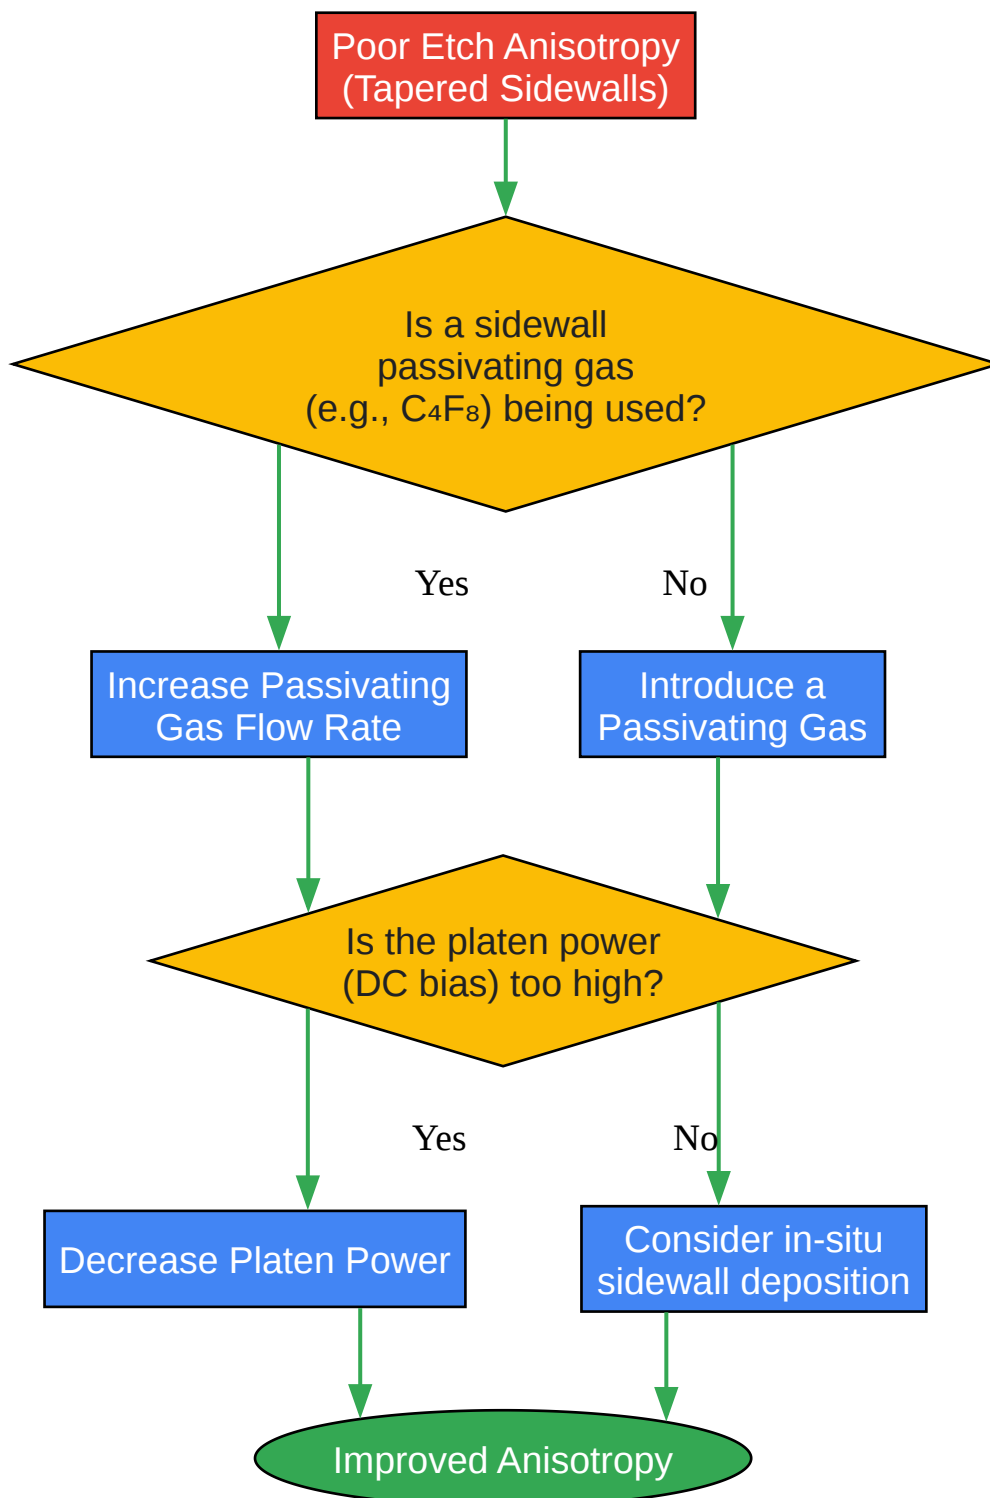 Poor Etch Anisotropy
(Tapered Sidewalls)
Is a sidewall
passivating gas
(e.g., C₄F₈) being used?
Yes
No
Increase Passivating
Gas Flow Rate
Introduce a
Passivating Gas
Is the platen power
(DC bias) too high?
Yes
No
Decrease Platen Power
Consider in-situ
sidewall deposition
Improved Anisotropy